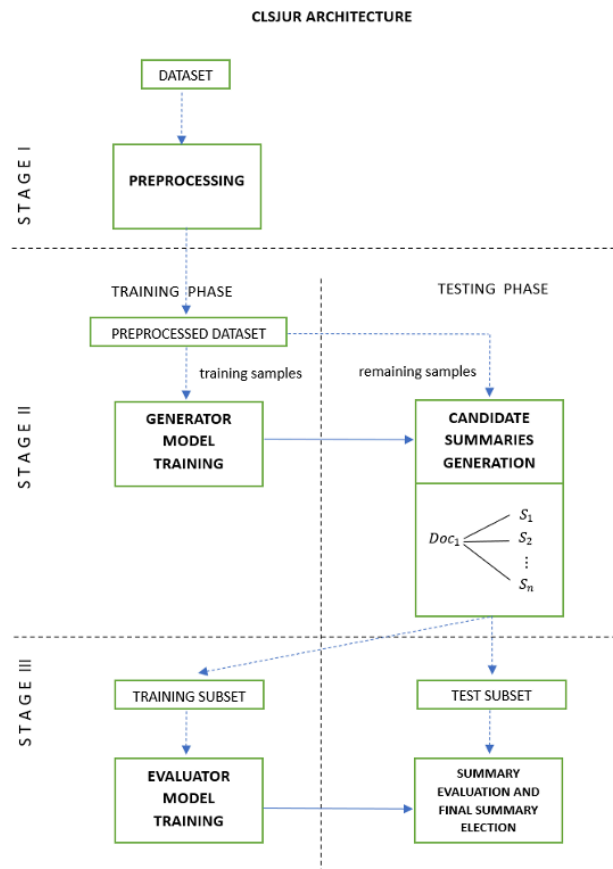 CLSJUR ARCHITECTURE
DATASET
STAGE I
PREPROCESSING
TRAINING PHASE
TESTING PHASE
PREPROCESSED DATASET
training samples
remaining samples
STAGE II
GENERATOR
MODEL
TRAINING
CANDIDATE
SUMMARIES
GENERATION
Doc₁
S₁
S₂
⋮
Sₙ
STAGE III
TRAINING SUBSET
TEST SUBSET
EVALUATOR
MODEL
TRAINING
SUMMARY
EVALUATION AND
FINAL SUMMARY
ELECTION